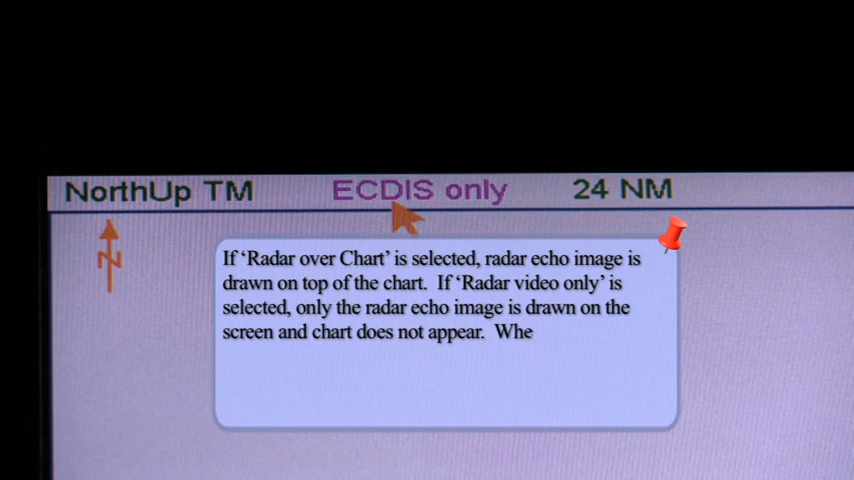 NorthUp TM ECDIS only 24 NM
N
If ‘Radar over Chart’ is selected, radar echo image is
drawn on top of the chart. If ‘Radar video only’ is
selected, only the radar echo image is drawn on the
screen and chart does not appear. Whe